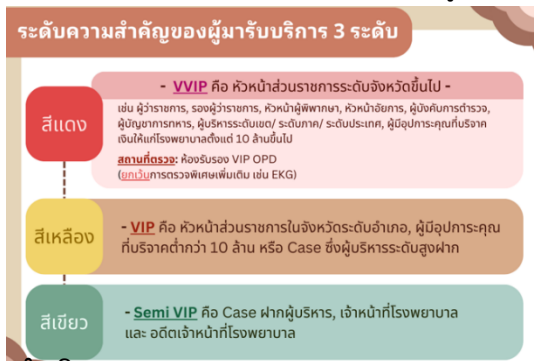 ระดับความสำคัญของผู้มารับบริการ 3 ระดับ
สีแดง
- VVIP คือ หัวหน้าส่วนราชการระดับจังหวัดขึ้นไป -
เช่น ผู้ว่าราชการ, รองผู้ว่าราชการ, หัวหน้าผู้พิพากษา, หัวหน้าอัยการ, ผู้บังคับการตำรวจ,
ผู้บัญชาการทหาร, ผู้บริหารระดับเขต/ ระดับภาค/ ระดับประเทศ, ผู้มีอุปการะคุณที่บริจาค
เงินให้แก่โรงพยาบาลตั้งแต่ 10 ล้านขึ้นไป
สถานที่ตรวจ: ห้องรับรอง VIP OPD
(ยกเว้นการตรวจพิเศษเพิ่มเติม เช่น EKG)
สีเหลือง
- VIP คือ หัวหน้าส่วนราชการในจังหวัดระดับอำเภอ, ผู้มีอุปการะคุณ
ที่บริจาคต่ำกว่า 10 ล้าน หรือ Case ซึ่งผู้บริหารระดับสูงฝาก
สีเขียว
- Semi VIP คือ Case ฝากผู้บริหาร, เจ้าหน้าที่โรงพยาบาล
และ อดีตเจ้าหน้าที่โรงพยาบาล